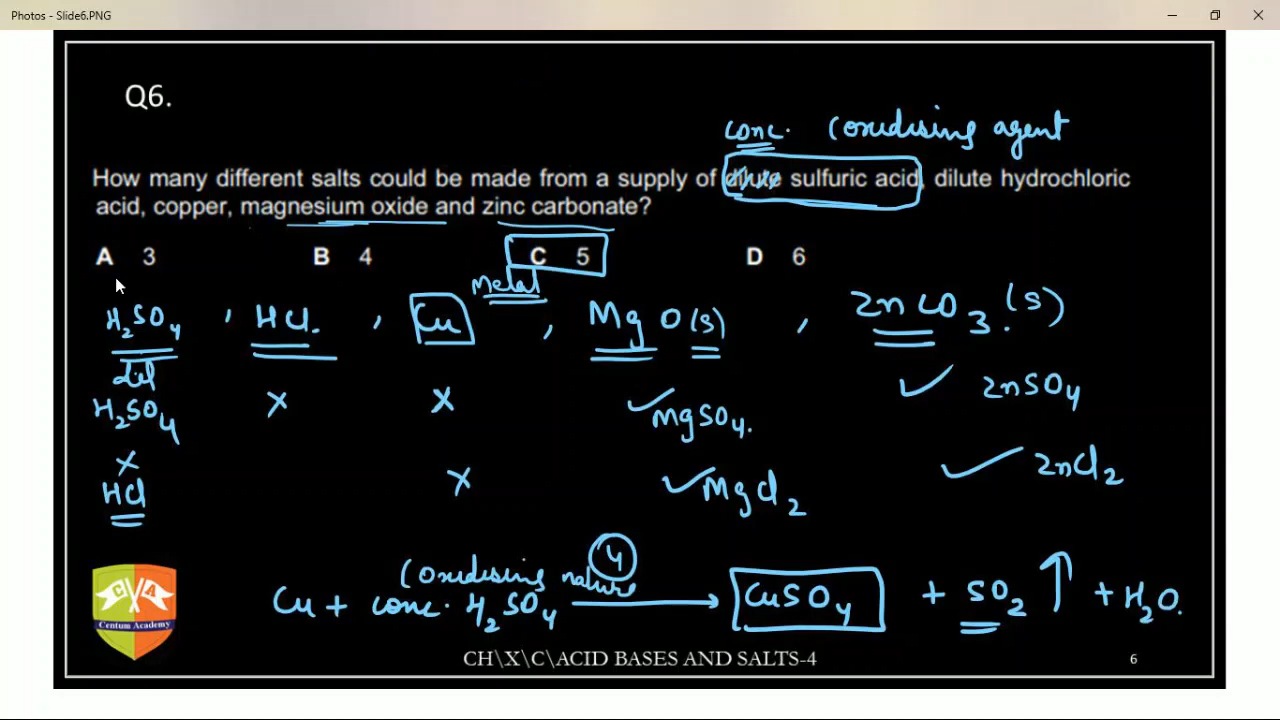 Photos - Slide6.PNG
Q6.
conc. (oxidising agent
How many different salts could be made from a supply of dilute sulfuric acid, dilute hydrochloric
acid, copper, magnesium oxide and zinc carbonate?
A 3 B 4 C 5 D 6
Metal
H₂SO₄ , HCl. , Cu , MgO(s) , ZnCO₃.(s)
dil
H₂SO₄ X X ✓MgSO₄. ✓ ZnSO₄
X
HCl X ✓MgCl₂ ✓ ZnCl₂
4
(oxidising nature
Cu + conc. H₂SO₄ → CuSO₄ + SO₂ ↑ + H₂O.
C A
Centum Academy
CH\X\C\ACID BASES AND SALTS-4 6